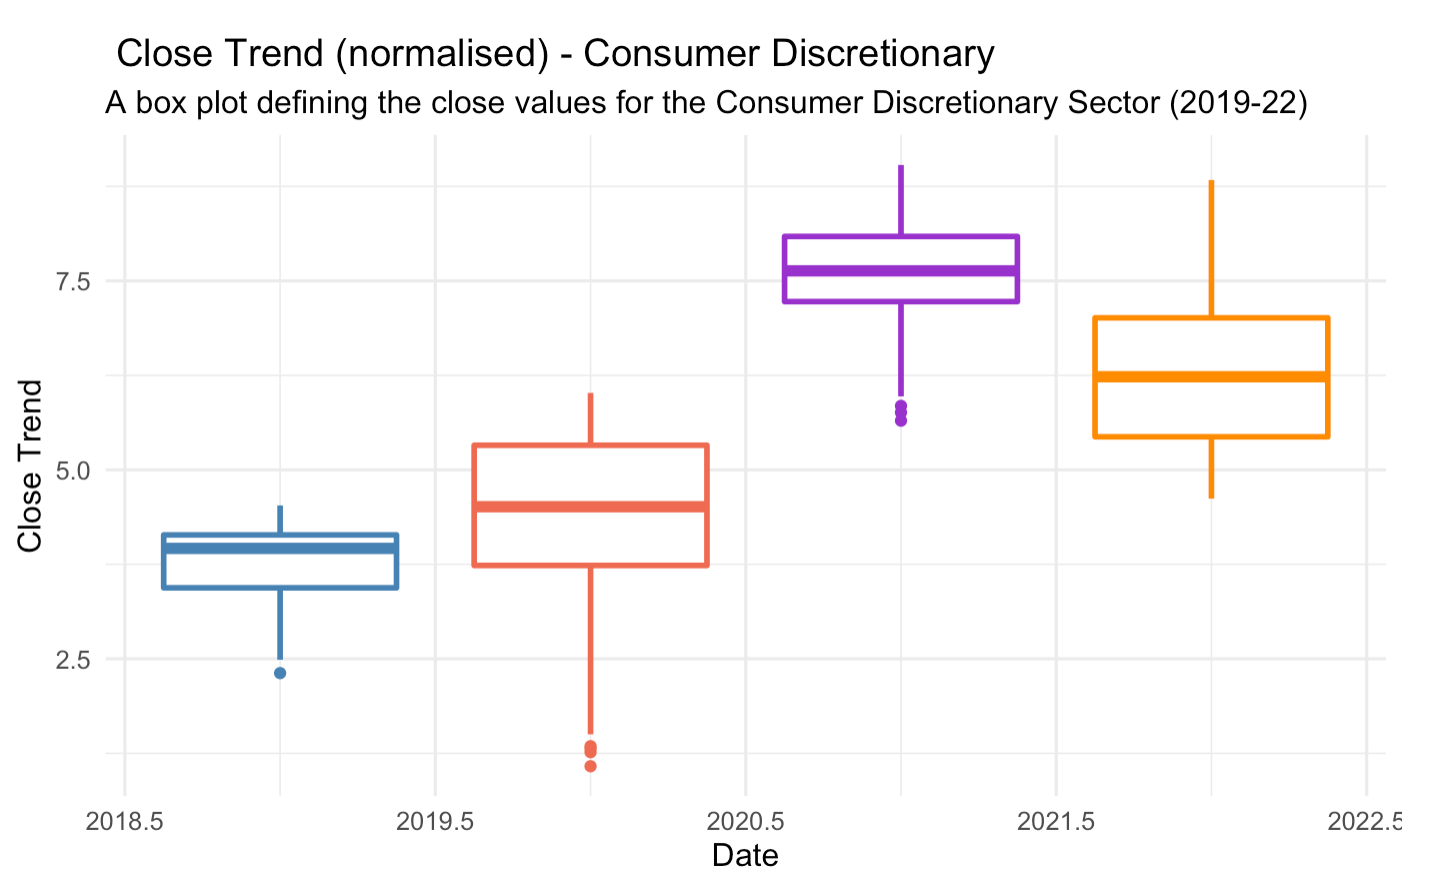 Close Trend (normalised) - Consumer Discretionary
A box plot defining the close values for the Consumer Discretionary Sector (2019-22)
Close Trend
7.5
5.0
2.5
2018.5 2019.5 2020.5 2021.5 2022.5
Date